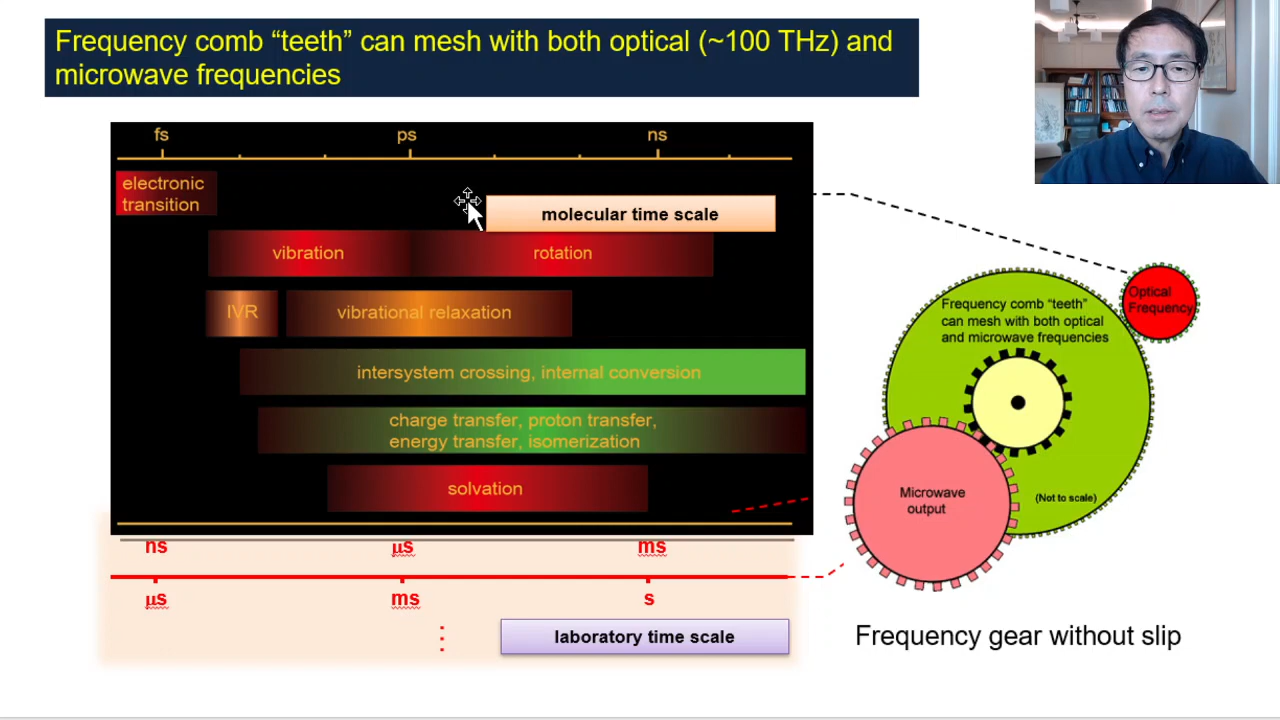 Frequency comb “teeth” can mesh with both optical (~100 THz) and
microwave frequencies
fs ps ns
electronic
transition
molecular time scale
vibration rotation
IVR vibrational relaxation
intersystem crossing, internal conversion
charge transfer, proton transfer,
energy transfer, isomerization
solvation
ns μs ms
μs ms s
laboratory time scale
Optical
Frequency
Frequency comb “teeth”
can mesh with both optical
and microwave frequencies
Microwave
output
(Not to scale)
Frequency gear without slip